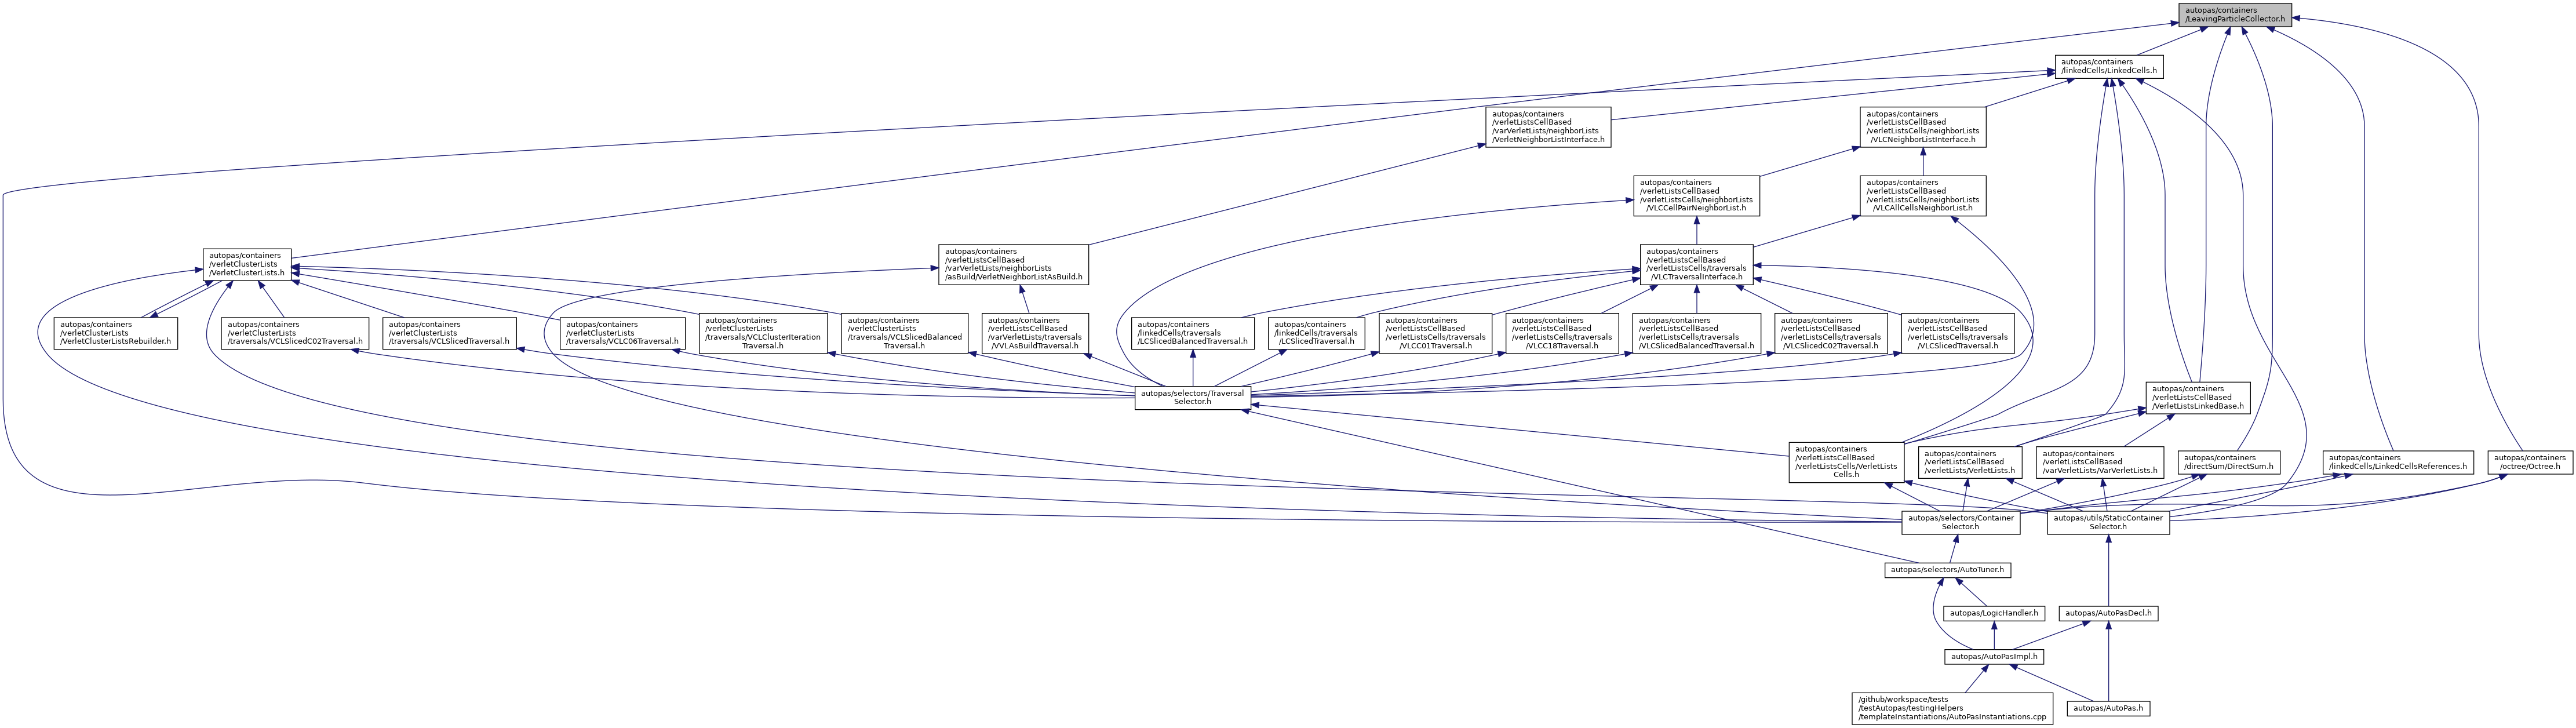 autopas/containers
/LeavingParticleCollector.h
autopas/containers
/linkedCells/LinkedCells.h
autopas/containers
/verletListsCellBased
/varVerletLists/neighborLists
/VerletNeighborListInterface.h
autopas/containers
/verletListsCellBased
/verletListsCells/neighborLists
/VLCNeighborListInterface.h
autopas/containers
/verletListsCellBased
/verletListsCells/neighborLists
/VLCCellPairNeighborList.h
autopas/containers
/verletListsCellBased
/verletListsCells/neighborLists
/VLCAllCellsNeighborList.h
autopas/containers
/verletClusterLists
/VerletClusterLists.h
autopas/containers
/verletListsCellBased
/varVerletLists/neighborLists
/asBuild/VerletNeighborListAsBuild.h
autopas/containers
/verletListsCellBased
/verletListsCells/traversals
/VLCTraversalInterface.h
autopas/containers
/verletClusterLists
/VerletClusterListsRebuilder.h
autopas/containers
/verletClusterLists
/traversals/VCLSlicedC02Traversal.h
autopas/containers
/verletClusterLists
/traversals/VCLSlicedTraversal.h
autopas/containers
/verletClusterLists
/traversals/VCLC06Traversal.h
autopas/containers
/verletClusterLists
/traversals/VCLClusterIteration
Traversal.h
autopas/containers
/verletClusterLists
/traversals/VCLSlicedBalanced
Traversal.h
autopas/containers
/verletListsCellBased
/varVerletLists/traversals
/VVLAsBuildTraversal.h
autopas/containers
/linkedCells/traversals
/LCSlicedBalancedTraversal.h
autopas/containers
/linkedCells/traversals
/LCSlicedTraversal.h
autopas/containers
/verletListsCellBased
/verletListsCells/traversals
/VLCC01Traversal.h
autopas/containers
/verletListsCellBased
/verletListsCells/traversals
/VLCC18Traversal.h
autopas/containers
/verletListsCellBased
/verletListsCells/traversals
/VLCSlicedBalancedTraversal.h
autopas/containers
/verletListsCellBased
/verletListsCells/traversals
/VLCSlicedC02Traversal.h
autopas/containers
/verletListsCellBased
/verletListsCells/traversals
/VLCSlicedTraversal.h
autopas/selectors/Traversal
Selector.h
autopas/containers
/verletListsCellBased
/VerletListsLinkedBase.h
autopas/containers
/verletListsCellBased
/verletListsCells/VerletLists
Cells.h
autopas/containers
/verletListsCellBased
/verletLists/VerletLists.h
autopas/containers
/verletListsCellBased
/varVerletLists/VarVerletLists.h
autopas/containers
/directSum/DirectSum.h
autopas/containers
/linkedCells/LinkedCellsReferences.h
autopas/containers
/octree/Octree.h
autopas/selectors/Container
Selector.h
autopas/utils/StaticContainer
Selector.h
autopas/selectors/AutoTuner.h
autopas/LogicHandler.h
autopas/AutoPasDecl.h
autopas/AutoPasImpl.h
/github/workspace/tests
/testAutopas/testingHelpers
/templateInstantiations/AutoPasInstantiations.cpp
autopas/AutoPas.h